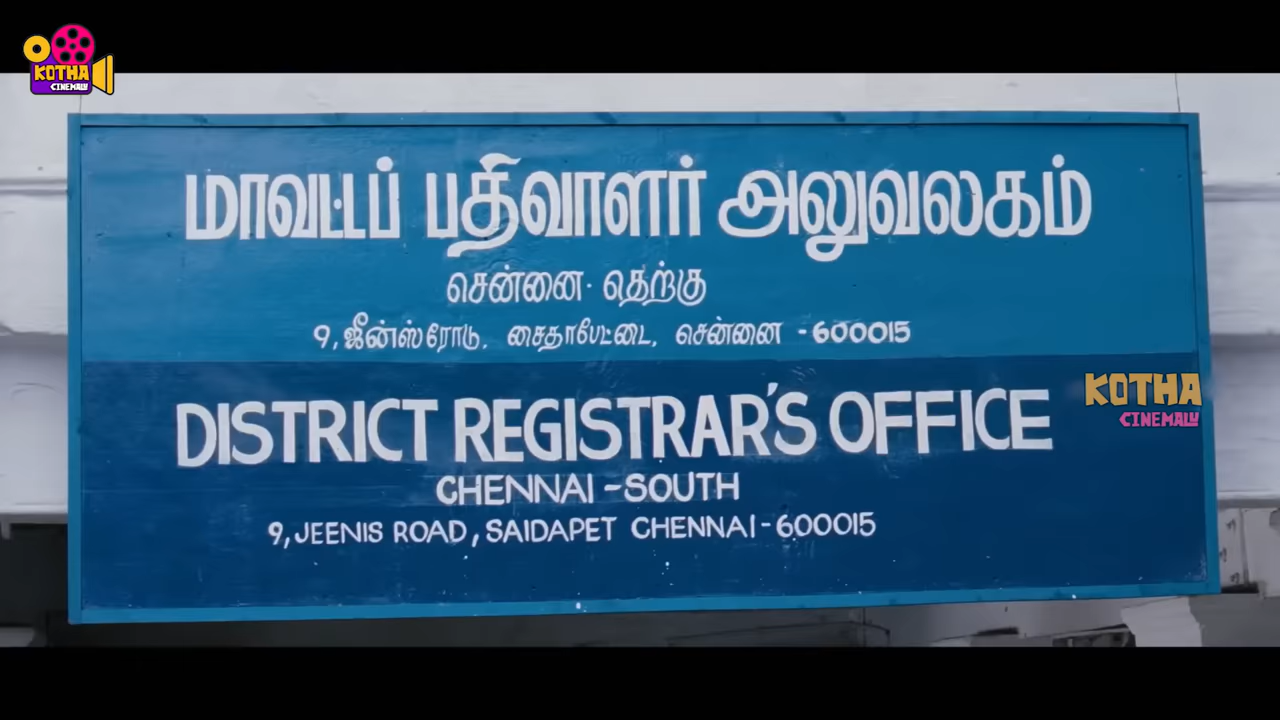 KOTHA
CINEMALU
மாவட்டப் பதிவாளர் அலுவலகம்
சென்னை - தெற்கு
9, ஜீன்ஸ் ரோடு, சைதாபேட்டை, சென்னை - 600015
KOTHA
CINEMALU
DISTRICT REGISTRAR'S OFFICE
CHENNAI - SOUTH
9, JEENIS ROAD, SAIDAPET CHENNAI - 600015